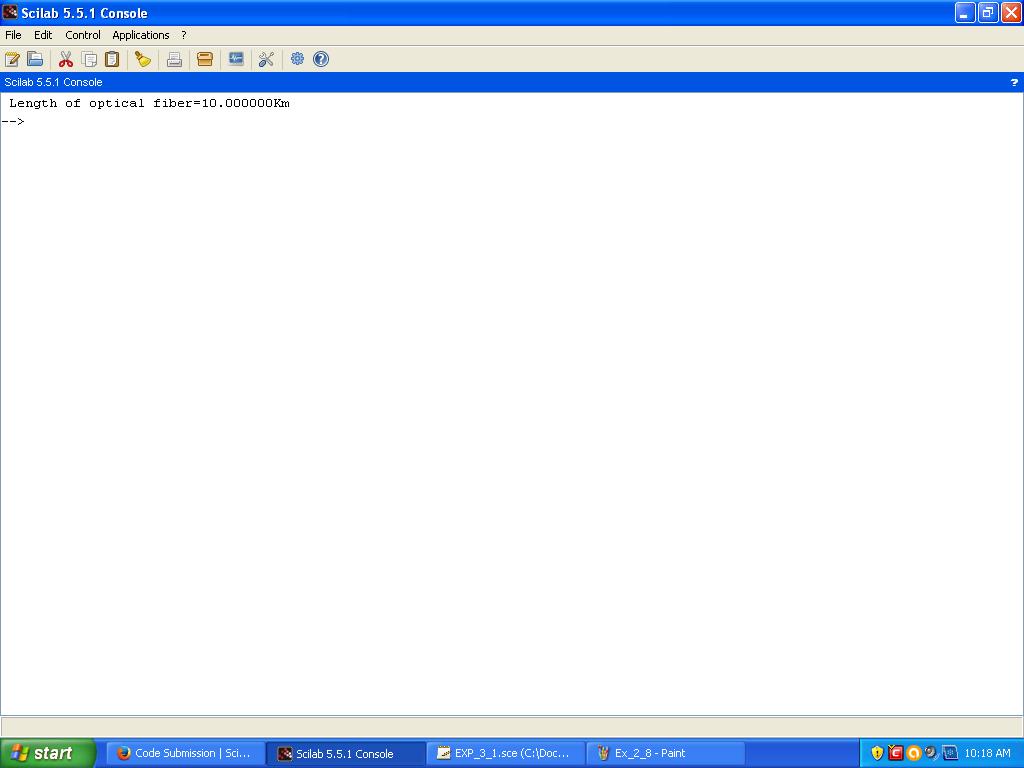 Scilab 5.5.1 Console
File Edit Control Applications ?
Scilab 5.5.1 Console ?
Length of optical fiber=10.000000Km
-->
start Code Submission | Sci... Scilab 5.5.1 Console EXP_3_1.sce (C:\Doc... Ex_2_8 - Paint 10:18 AM